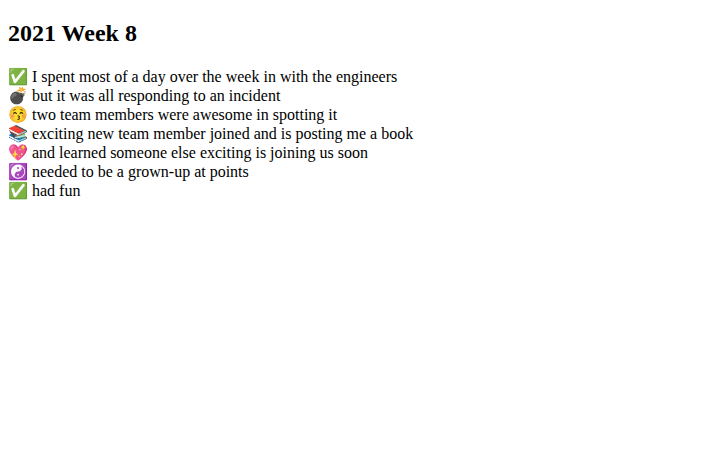 2021 Week 8
✅ I spent most of a day over the week in with the engineers
💣 but it was all responding to an incident
😚 two team members were awesome in spotting it
📚 exciting new team member joined and is posting me a book
💖 and learned someone else exciting is joining us soon
☯️ needed to be a grown-up at points
✅ had fun